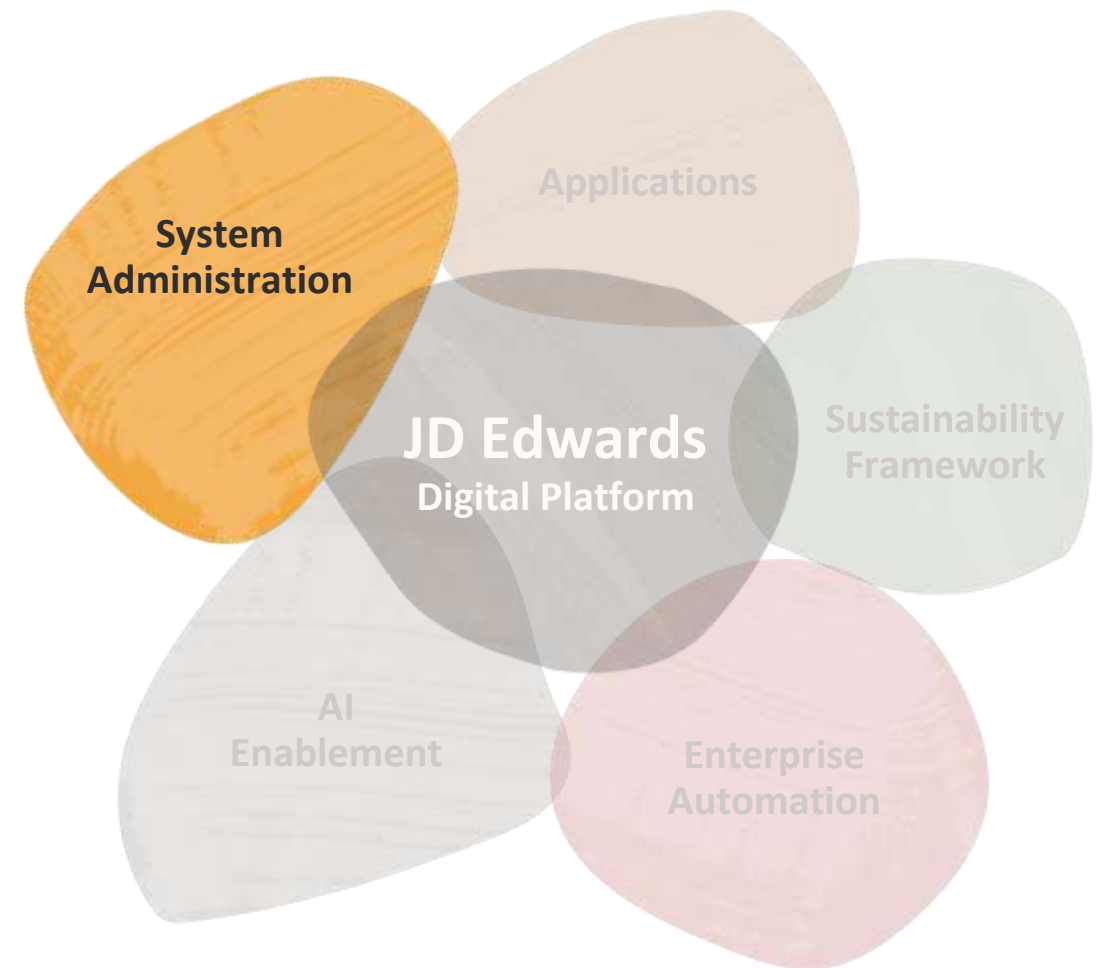 System
Administration
Applications
JD Edwards
Digital Platform
Sustainability
Framework
AI
Enablement
Enterprise
Automation